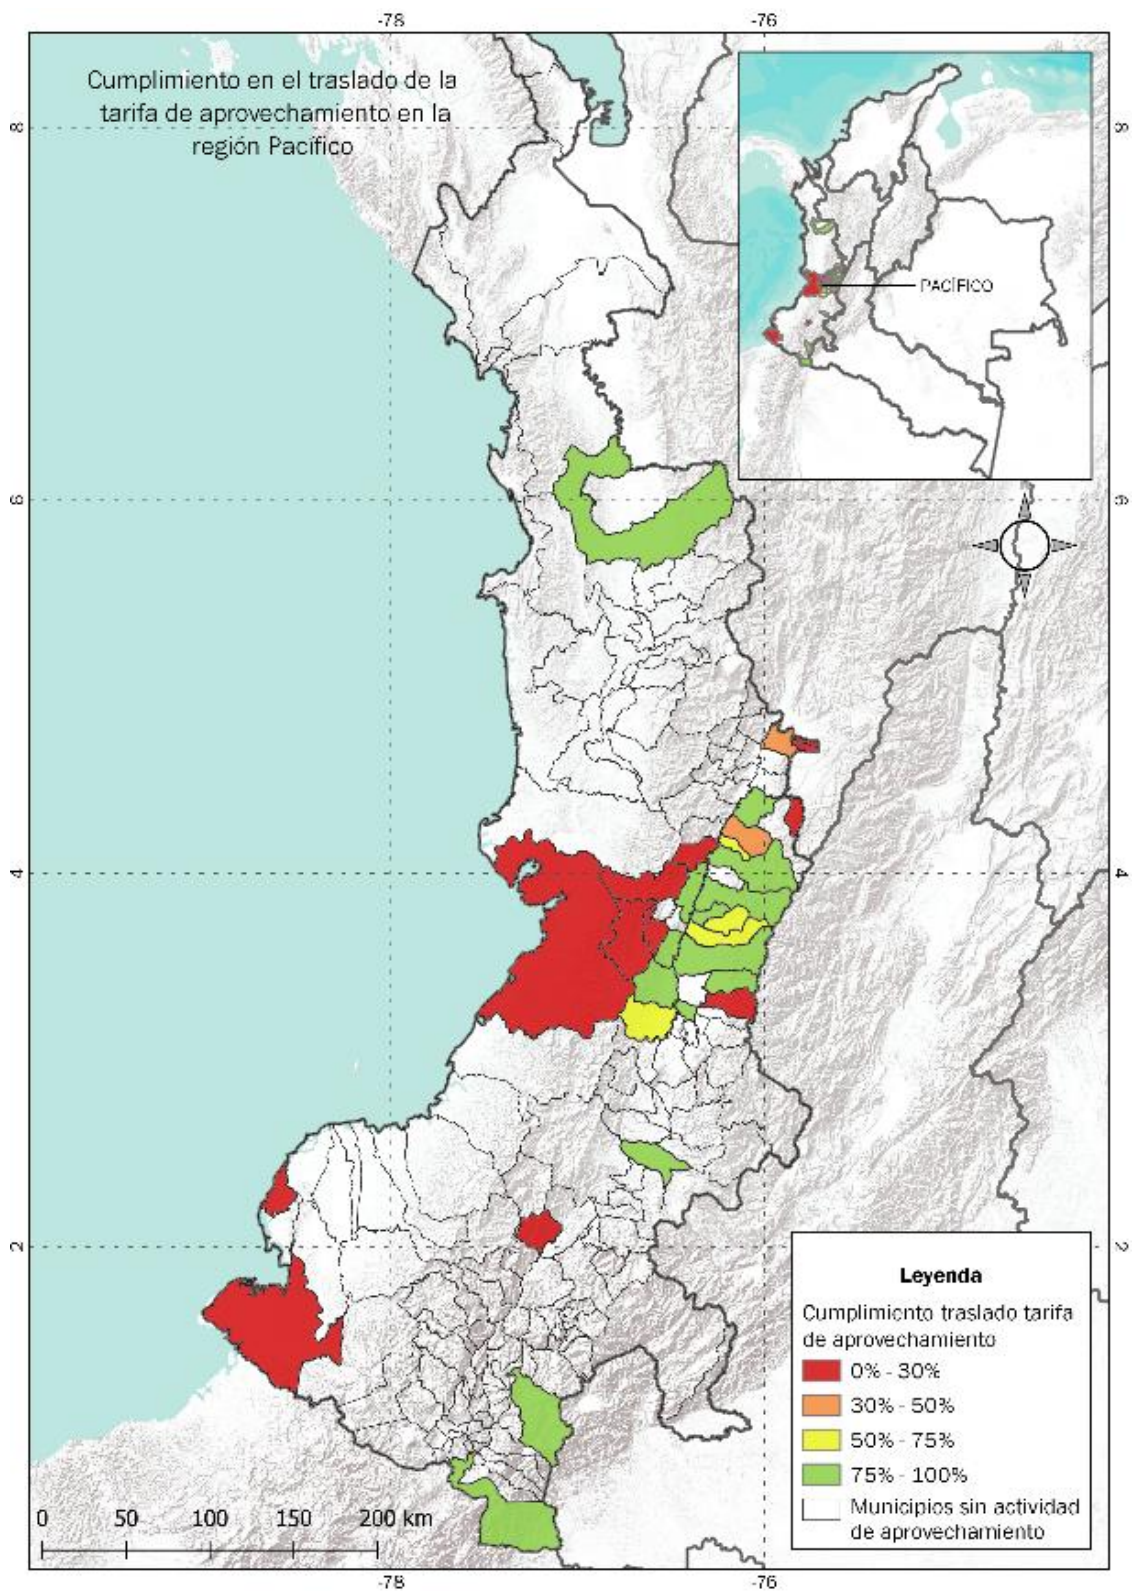 -78
-76
Cumplimiento en el traslado de la
tarifa de aprovechamiento en la
región Pacífico
8
8
PACÍFICO
6
6
4
4
2
2
Leyenda
Cumplimiento traslado tarifa
de aprovechamiento
0% - 30%
30% - 50%
50% - 75%
75% - 100%
Municipios sin actividad
de aprovechamiento
0 50 100 150 200 km
-78
-76